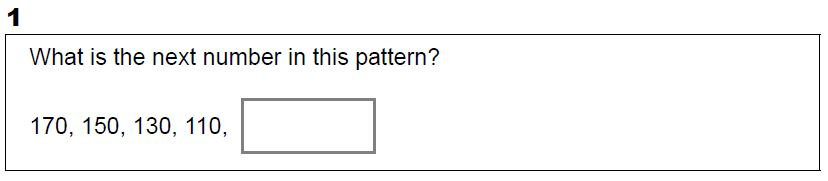 1
What is the next number in this pattern?
170, 150, 130, 110,